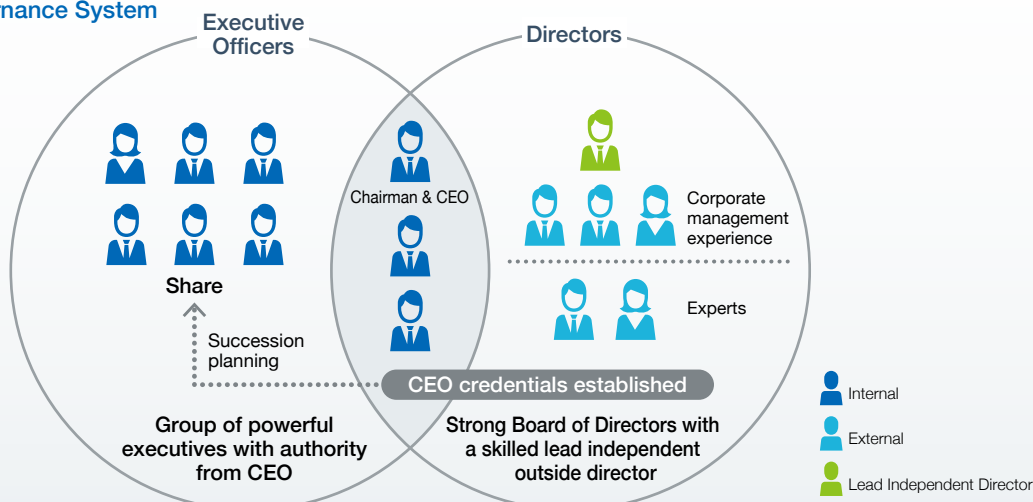 nance System
Executive
Officers
Directors
Chairman & CEO
Corporate
management
experience
Share
Experts
Succession
planning
CEO credentials established
Group of powerful
executives with authority
from CEO
Strong Board of Directors with
a skilled lead independent
outside director
Internal
External
Lead Independent Director